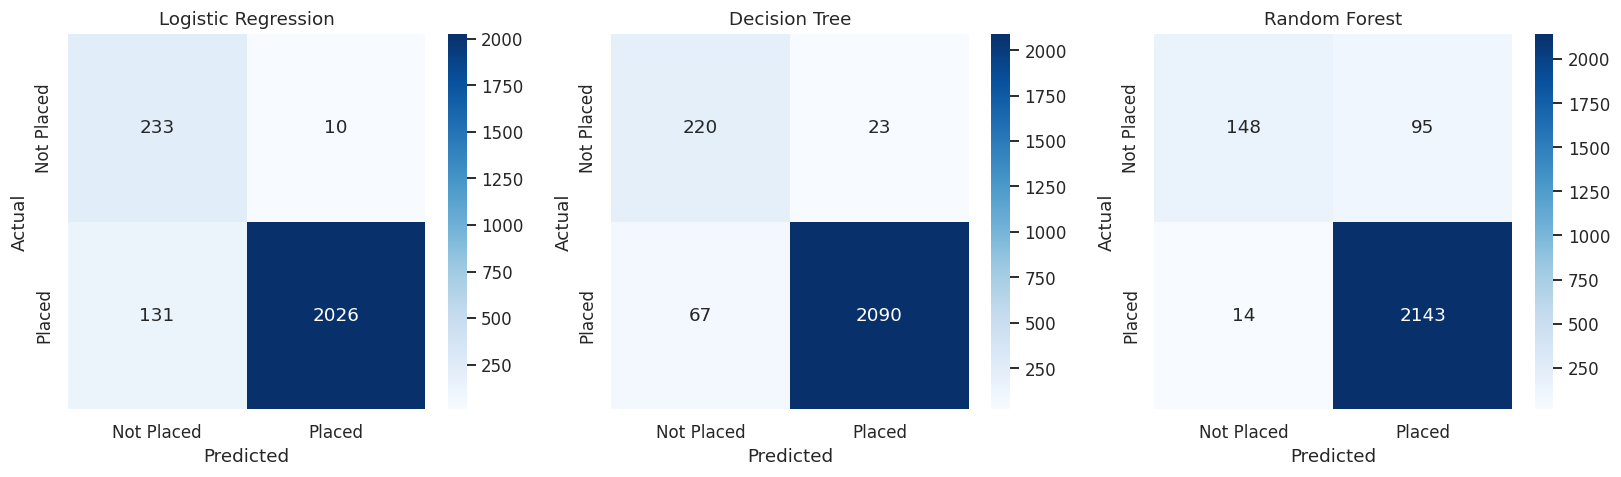 Logistic Regression
Not Placed
Placed
Actual
233
10
131
2026
Not Placed
Placed
Predicted
2000
1750
1500
1250
1000
750
500
250
Decision Tree
Not Placed
Placed
Actual
220
23
67
2090
Not Placed
Placed
Predicted
2000
1750
1500
1250
1000
750
500
250
Random Forest
Not Placed
Placed
Actual
148
95
14
2143
Not Placed
Placed
Predicted
2000
1750
1500
1250
1000
750
500
250